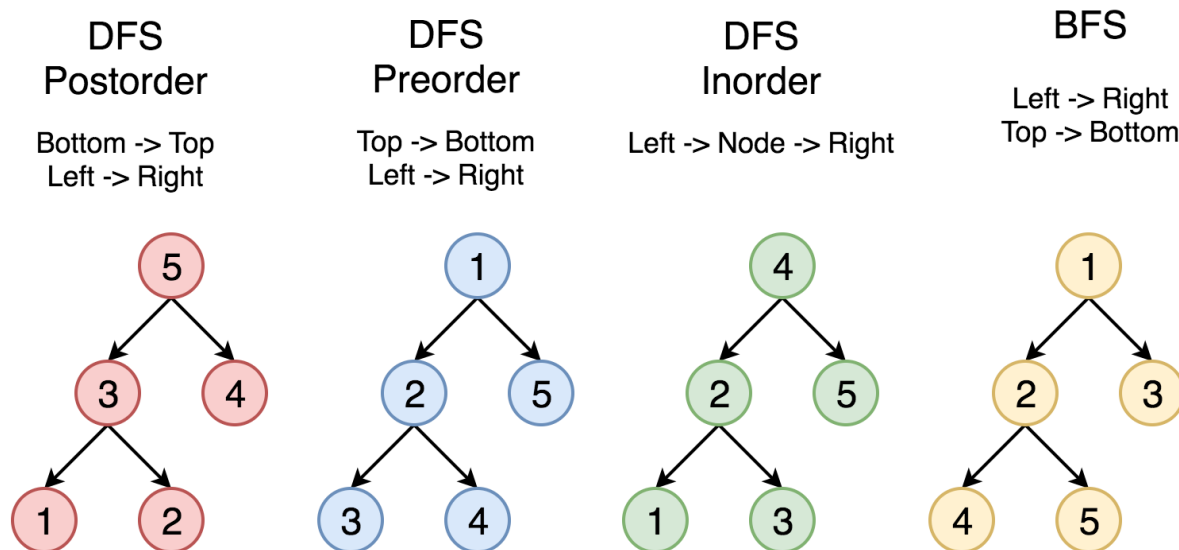 DFS
Postorder
Bottom -> Top
Left -> Right
5
3
4
1
2
DFS
Preorder
Top -> Bottom
Left -> Right
1
2
5
3
4
DFS
Inorder
Left -> Node -> Right
4
2
5
1
3
BFS
Left -> Right
Top -> Bottom
1
2
3
4
5